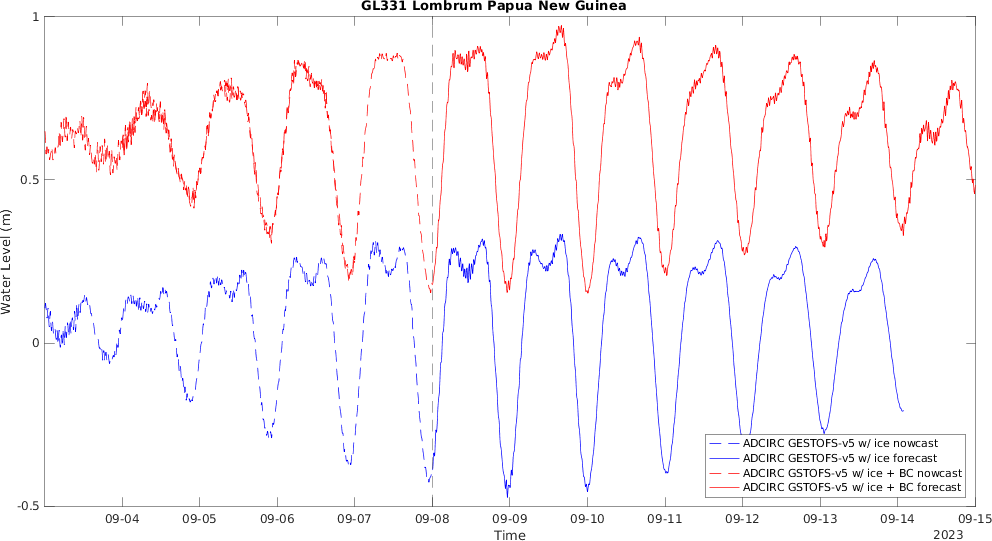 GL331 Lombrum Papua New Guinea
1
0.5
0
-0.5
Water Level (m)
09-04 09-05 09-06 09-07 09-08 09-09 09-10 09-11 09-12 09-13 09-14 09-15
Time
2023
ADCIRC GESTOFS-v5 w/ ice nowcast
ADCIRC GESTOFS-v5 w/ ice forecast
ADCIRC GSTOFS-v5 w/ ice + BC nowcast
ADCIRC GSTOFS-v5 w/ ice + BC forecast